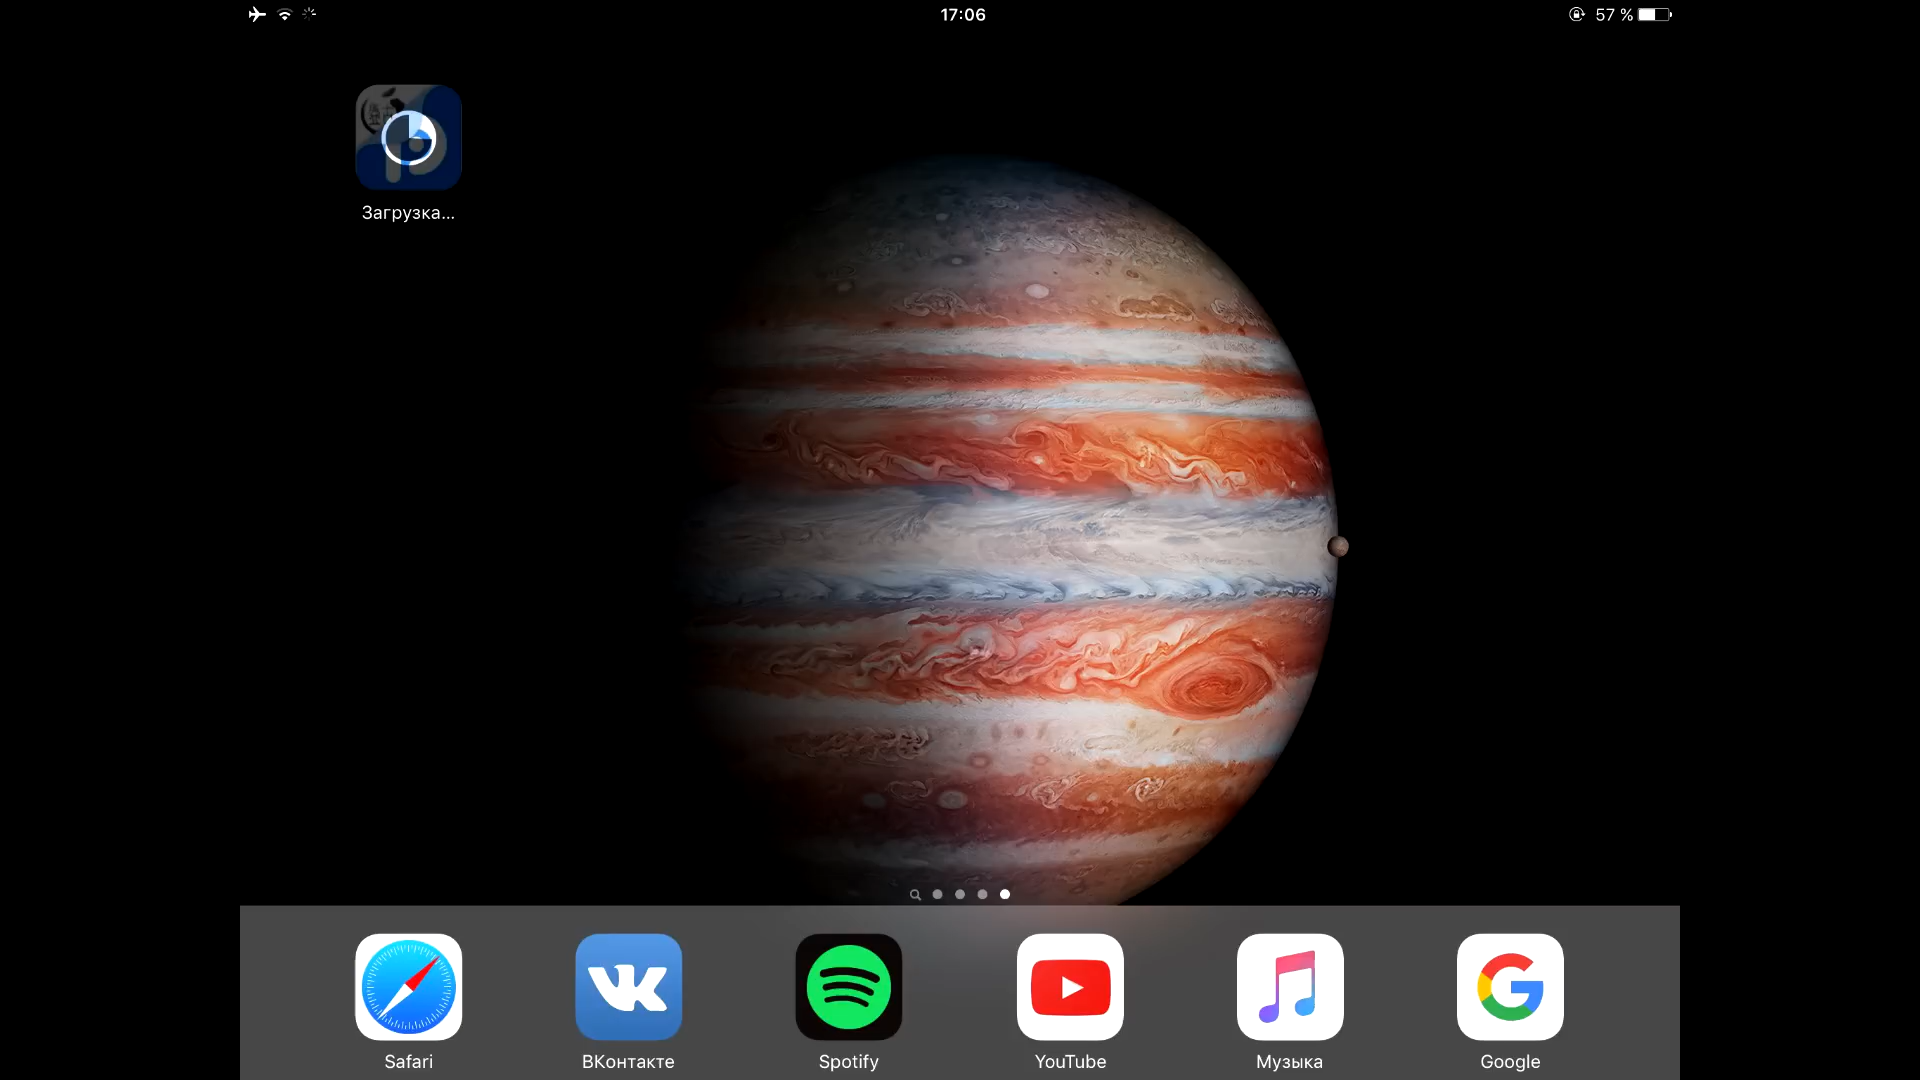 17:06
57 %
Загрузка...
Safari
ВКонтакте
Spotify
YouTube
Музыка
Google